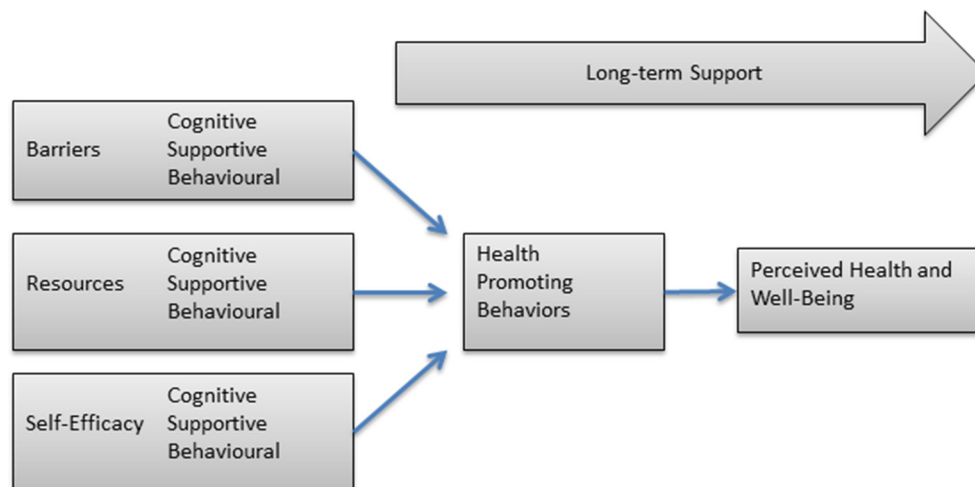 Long-term Support
Barriers
Cognitive
Supportive
Behavioural
Resources
Cognitive
Supportive
Behavioural
Self-Efficacy
Cognitive
Supportive
Behavioural
Health
Promoting
Behaviors
Perceived Health and
Well-Being